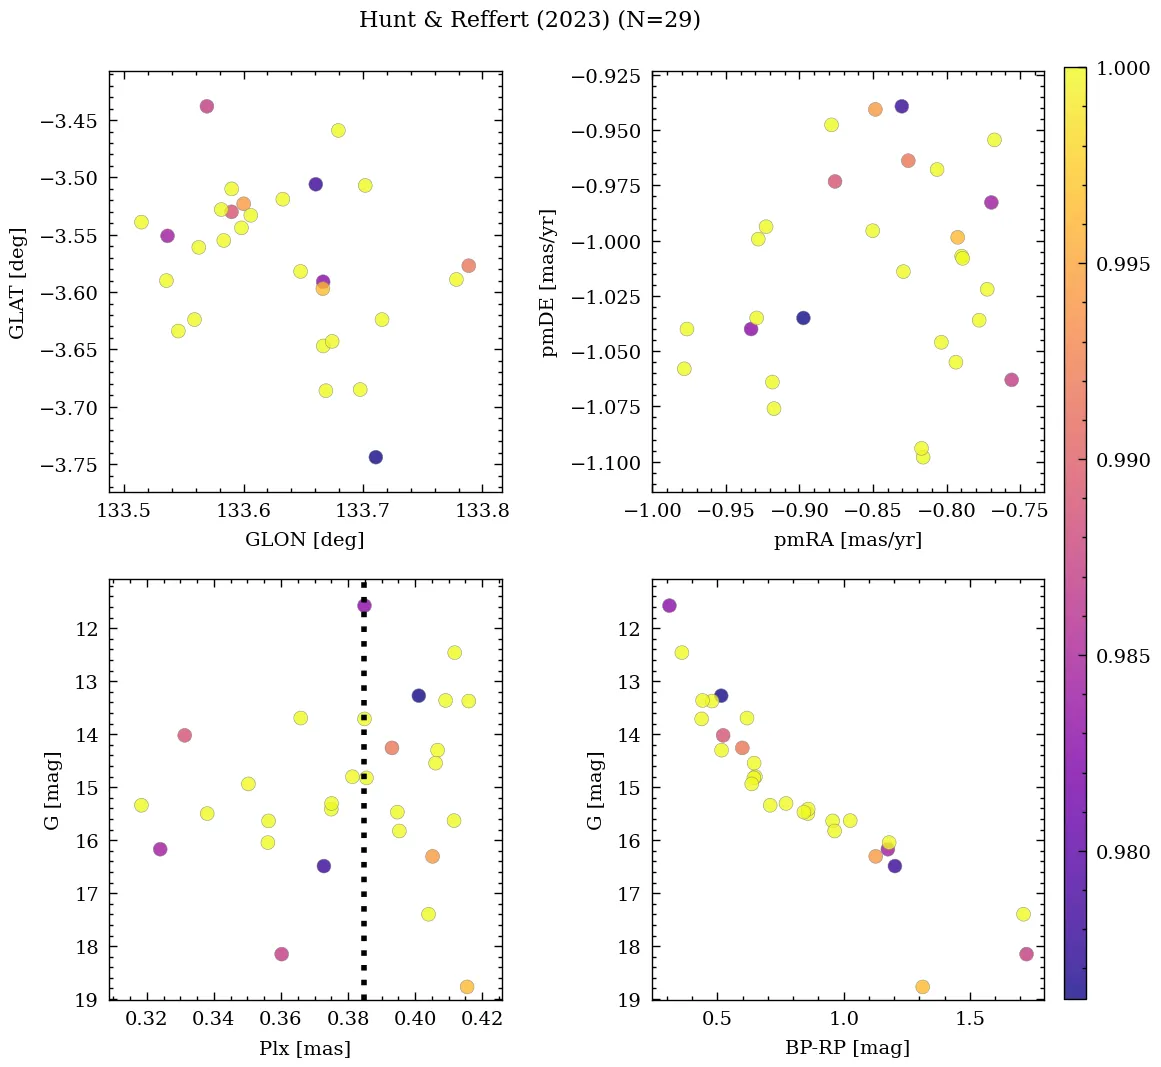 Hunt & Reffert (2023) (N=29)
−3.45
−3.50
−3.55
−3.60
−3.65
−3.70
−3.75
GLAT [deg]
133.5 133.6 133.7 133.8
GLON [deg]
−0.925
−0.950
−0.975
−1.000
−1.025
−1.050
−1.075
−1.100
pmDE [mas/yr]
−1.00 −0.95 −0.90 −0.85 −0.80 −0.75
pmRA [mas/yr]
12
13
14
15
16
17
18
19
G [mag]
0.32 0.34 0.36 0.38 0.40 0.42
Plx [mas]
12
13
14
15
16
17
18
19
G [mag]
0.5 1.0 1.5
BP-RP [mag]
1.000
0.995
0.990
0.985
0.980